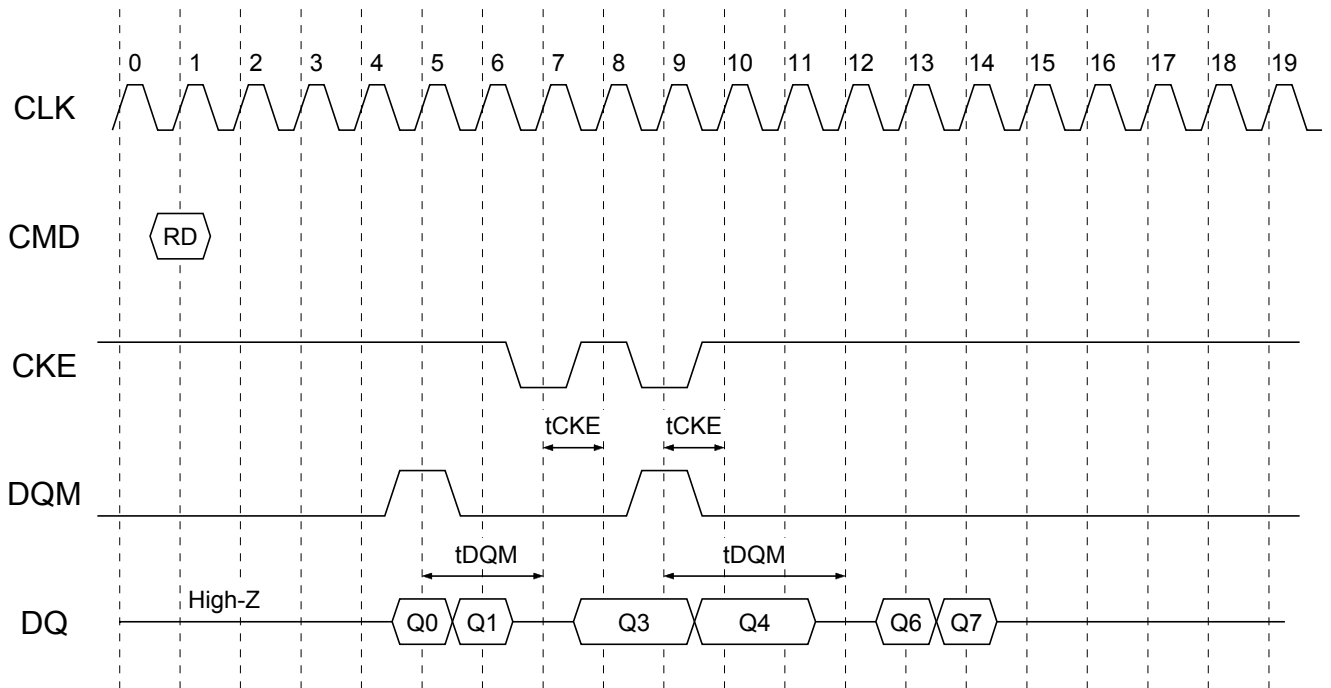 0 1 2 3 4 5 6 7 8 9 10 11 12 13 14 15 16 17 18 19
CLK
CMD RD
CKE
tCKE tCKE
DQM
tDQM tDQM
High-Z
DQ Q0 Q1 Q3 Q4 Q6 Q7